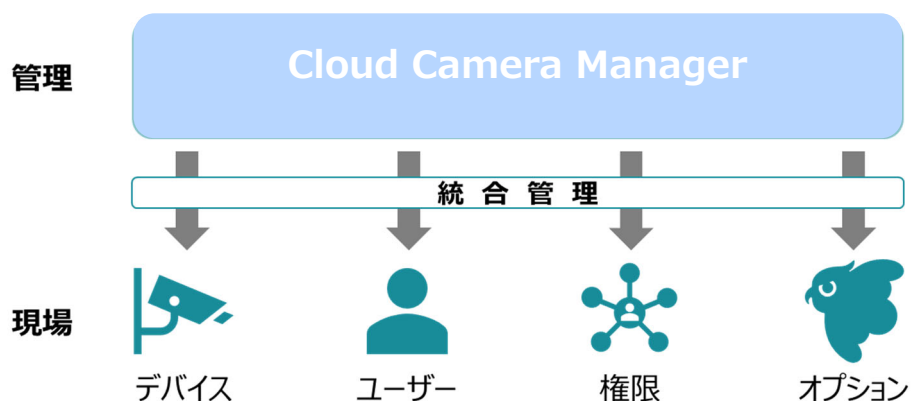 管理
Cloud Camera Manager
統合管理
現場
デバイス
ユーザー
権限
オプション